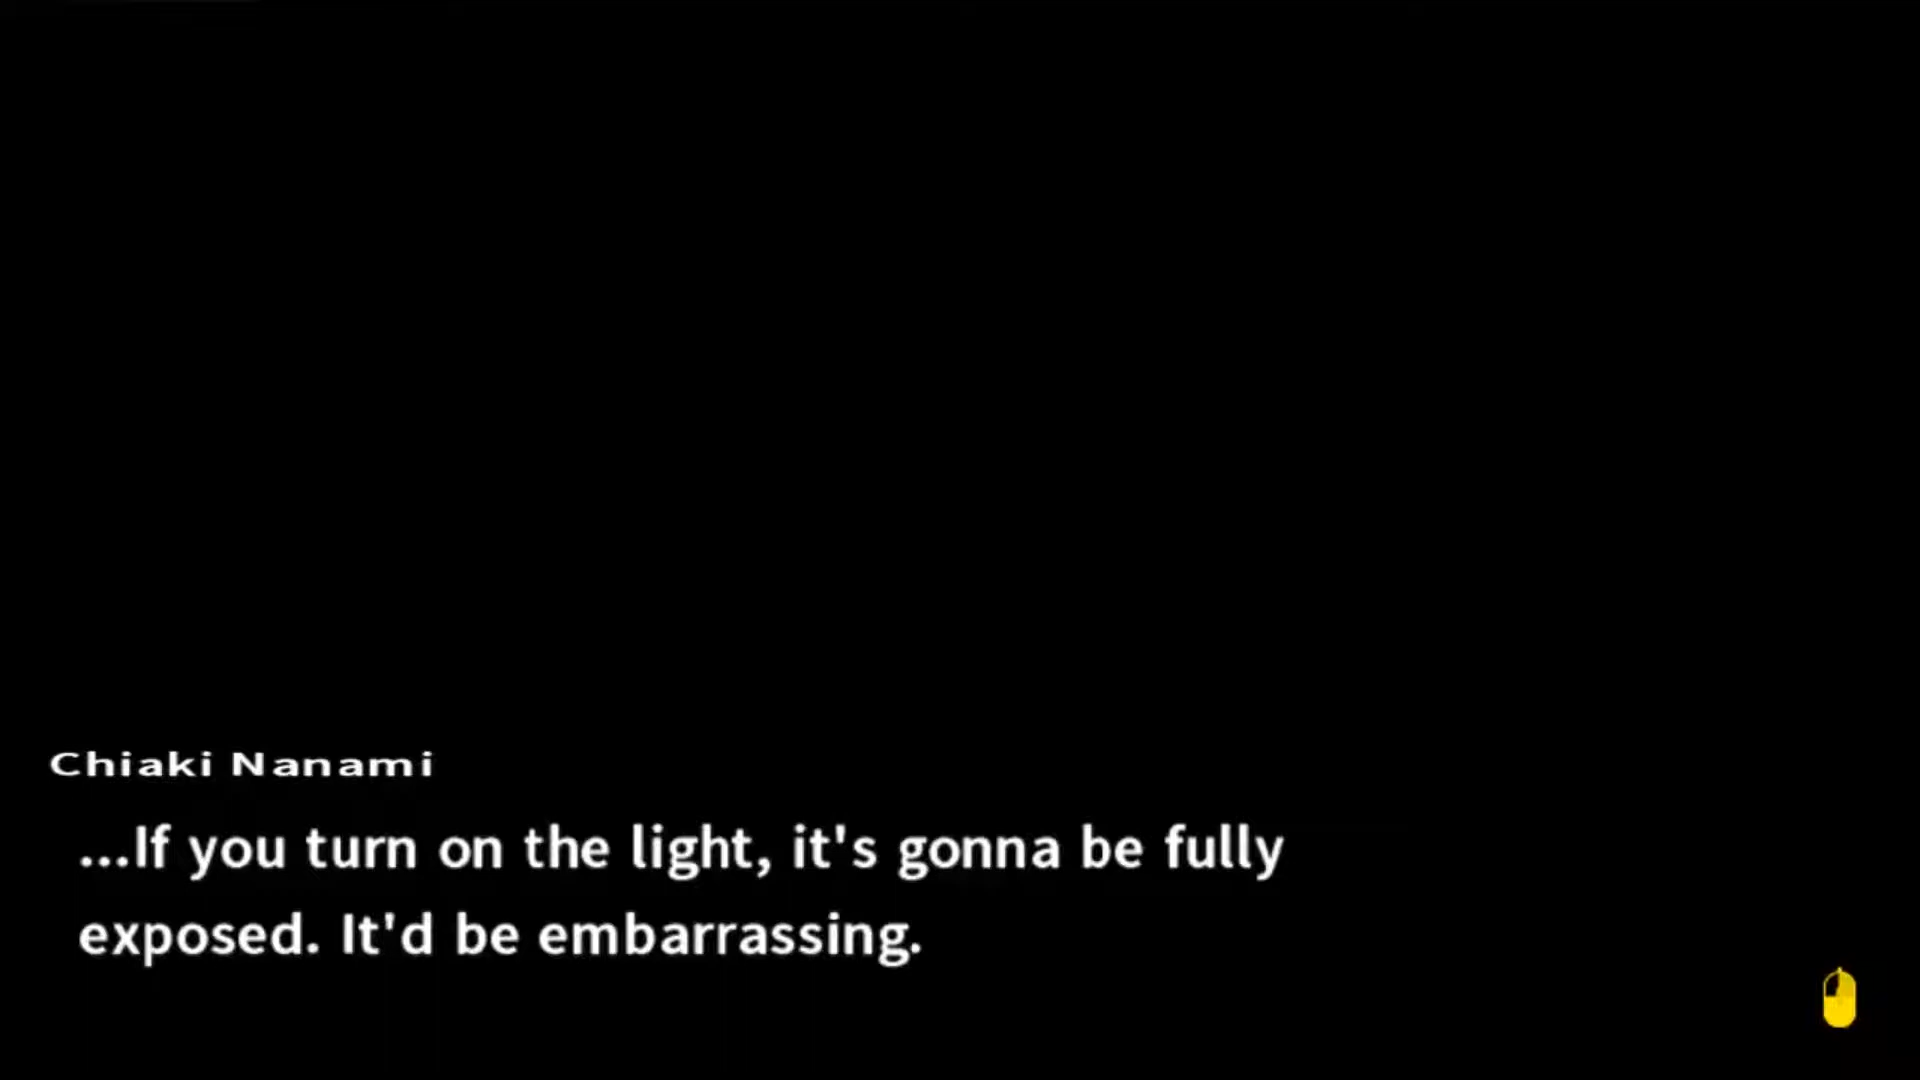 Chiaki Nanami
...If you turn on the light, it's gonna be fully
exposed. It'd be embarrassing.